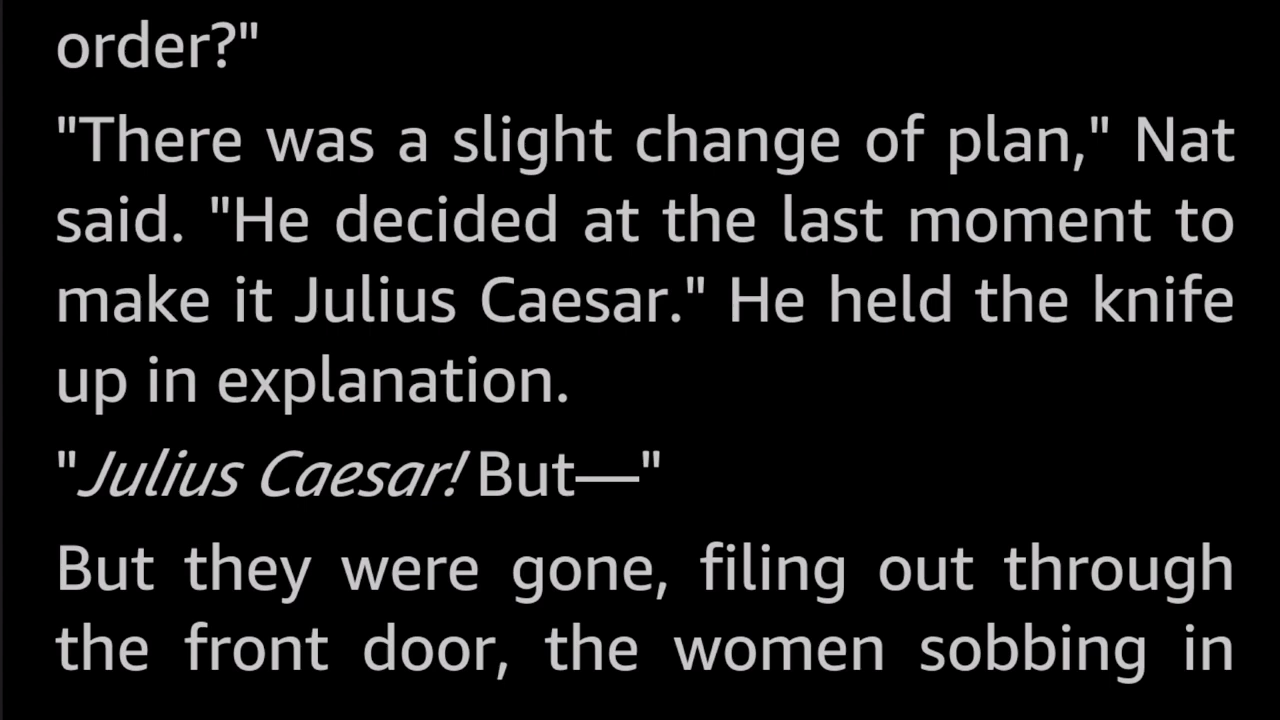 order?"
"There was a slight change of plan," Nat
said. "He decided at the last moment to
make it Julius Caesar." He held the knife
up in explanation.
"Julius Caesar! But—"
But they were gone, filing out through
the front door, the women sobbing in